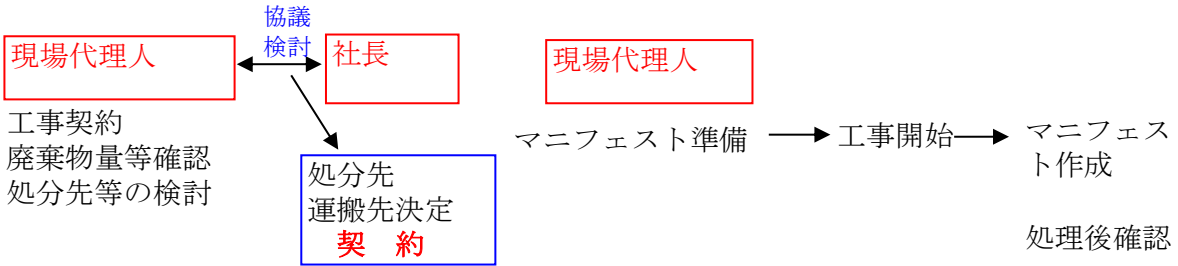 協議
検討
現場代理人
社長
工事契約
廃棄物量等確認
処分先等の検討
処分先
運搬先決定
契　約
現場代理人
マニフェスト準備
工事開始
マニフェス
ト作成
処理後確認